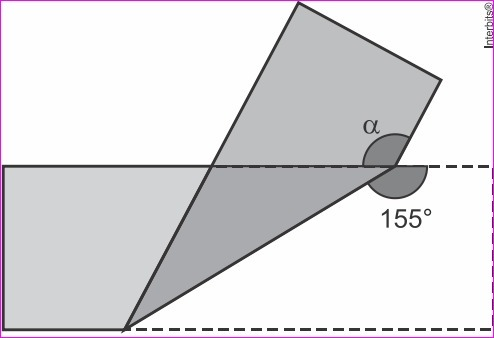 Interbits®
α
155°